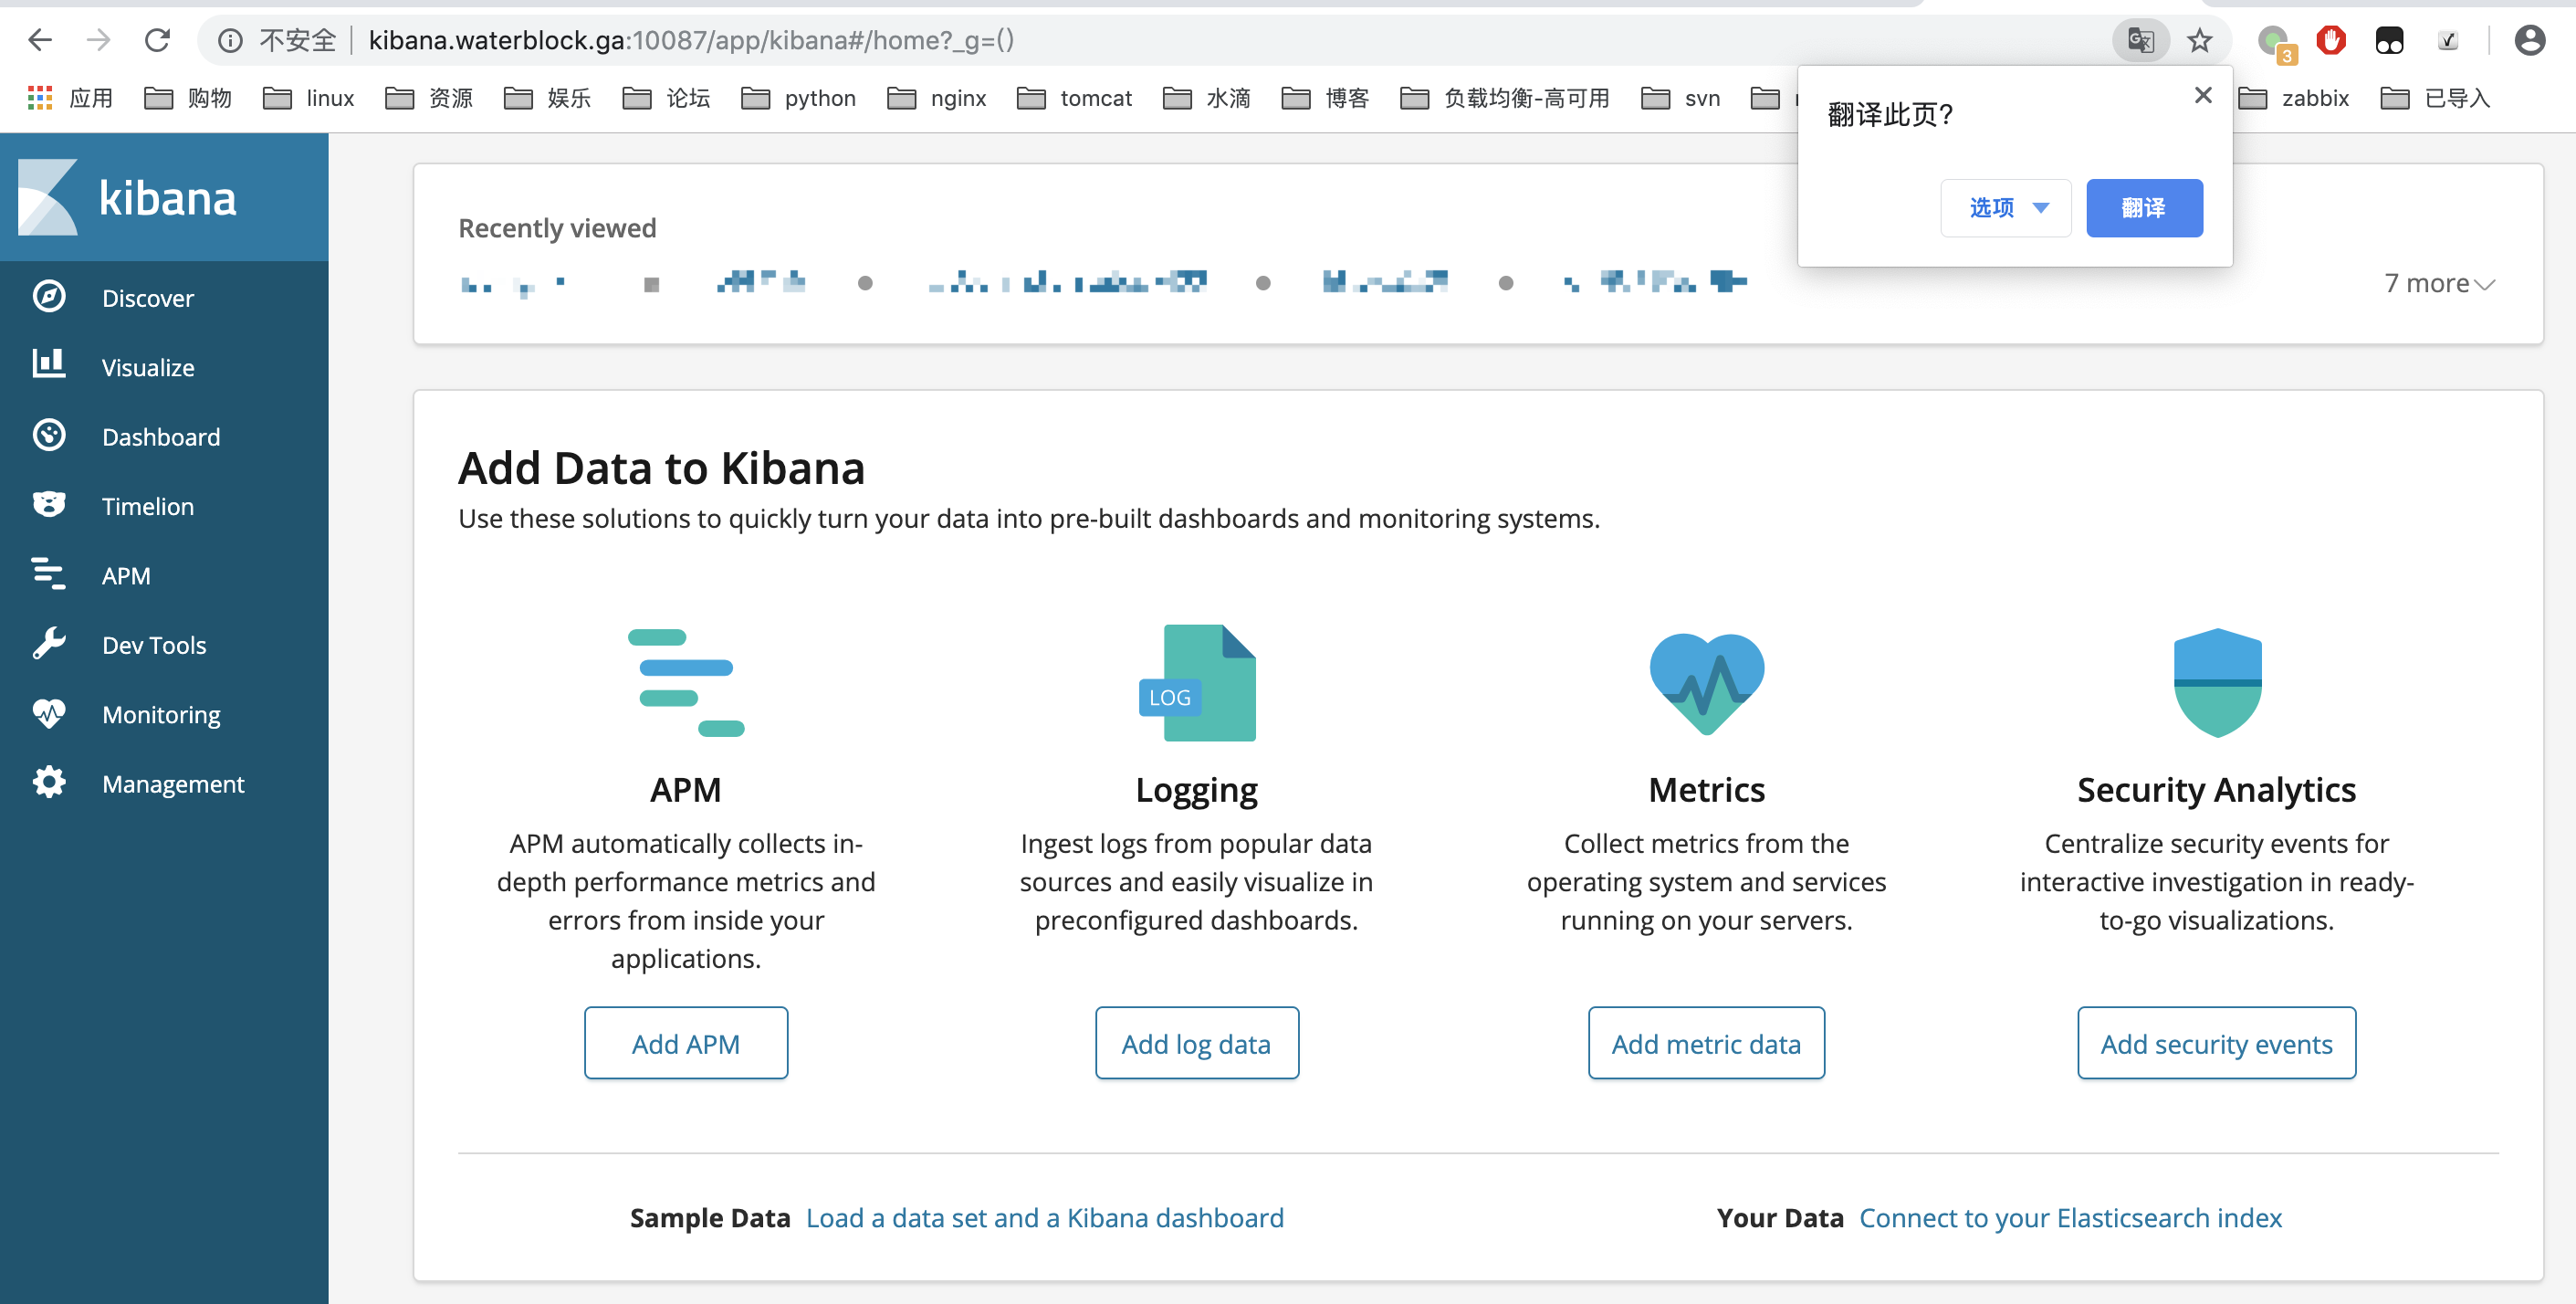 不安全 kibana.waterblock.ga:10087/app/kibana#/home?_g=()
3
应用 购物 linux 资源 娱乐 论坛 python nginx tomcat 水滴 博客 负载均衡-高可用 svn zabbix 已导入
翻译此页?
选项 翻译
kibana
Discover
Visualize
Dashboard
Timelion
APM
Dev Tools
Monitoring
Management
Recently viewed
7 more
Add Data to Kibana
Use these solutions to quickly turn your data into pre-built dashboards and monitoring systems.
APM
APM automatically collects in-
depth performance metrics and
errors from inside your
applications.
Add APM
LOG
Logging
Ingest logs from popular data
sources and easily visualize in
preconfigured dashboards.
Add log data
Metrics
Collect metrics from the
operating system and services
running on your servers.
Add metric data
Security Analytics
Centralize security events for
interactive investigation in ready-
to-go visualizations.
Add security events
Sample Data Load a data set and a Kibana dashboard
Your Data Connect to your Elasticsearch index